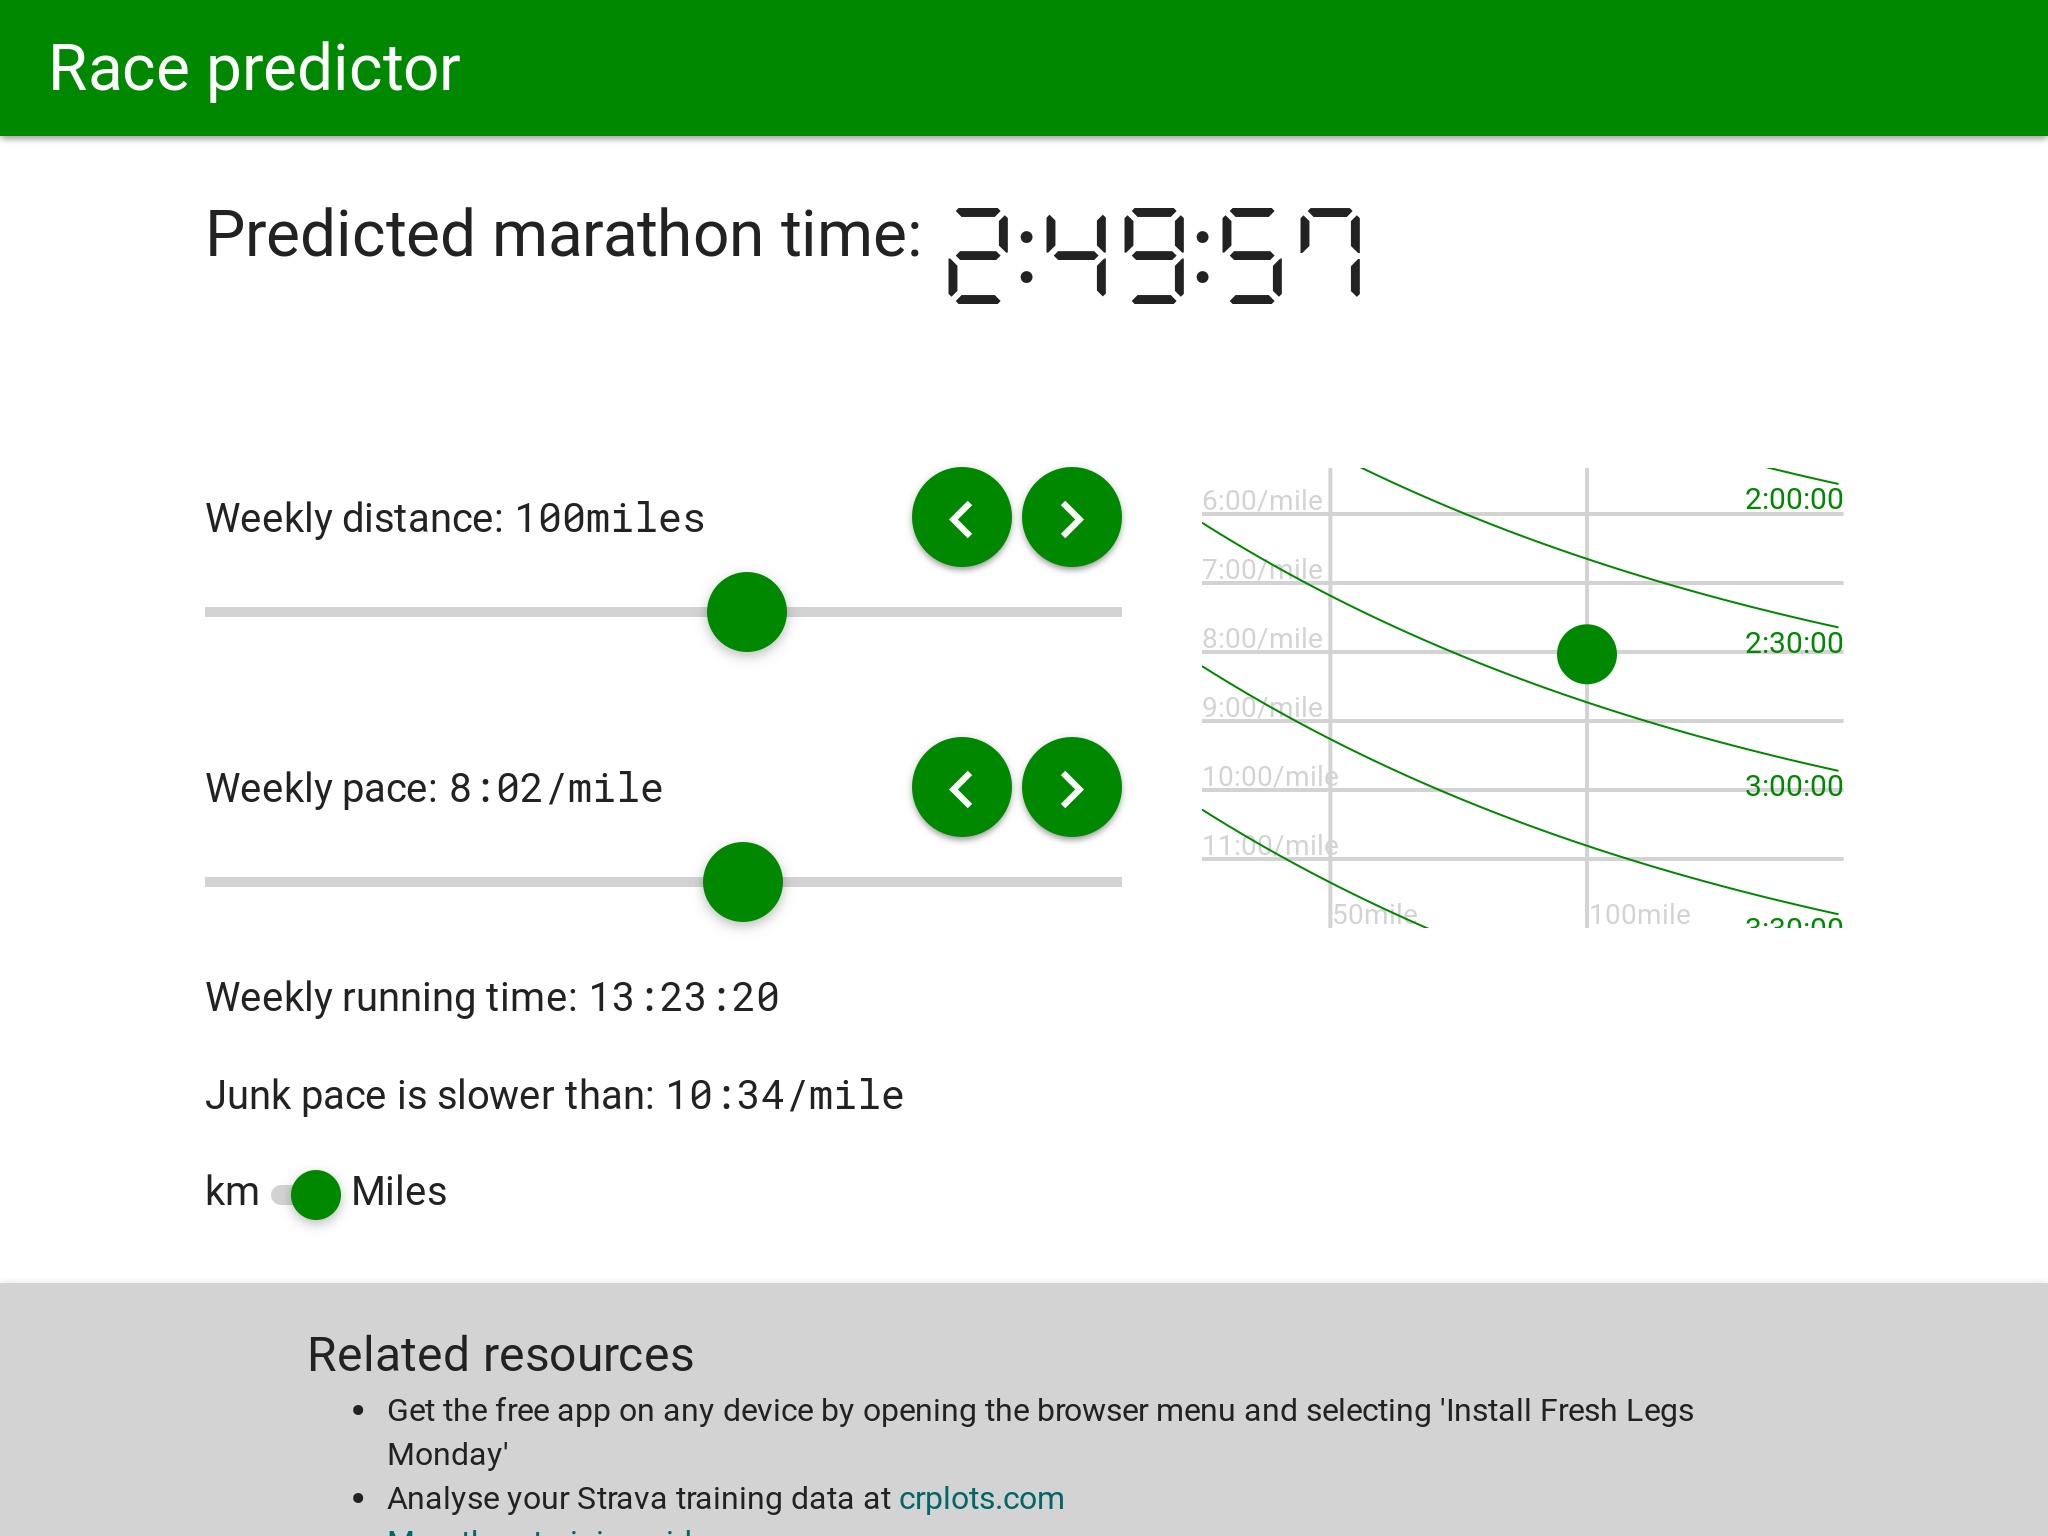 Race predictor
Predicted marathon time: 2:49:57
Weekly distance: 100miles
Weekly pace: 8:02/mile
Weekly running time: 13:23:20
Junk pace is slower than: 10:34/mile
km Miles
6:00/mile
2:00:00
7:00/mile
8:00/mile
2:30:00
9:00/mile
10:00/mile
3:00:00
11:00/mile
50mile
100mile
3:30:00
Related resources
• Get the free app on any device by opening the browser menu and selecting 'Install Fresh Legs
Monday'
• Analyse your Strava training data at crplots.com